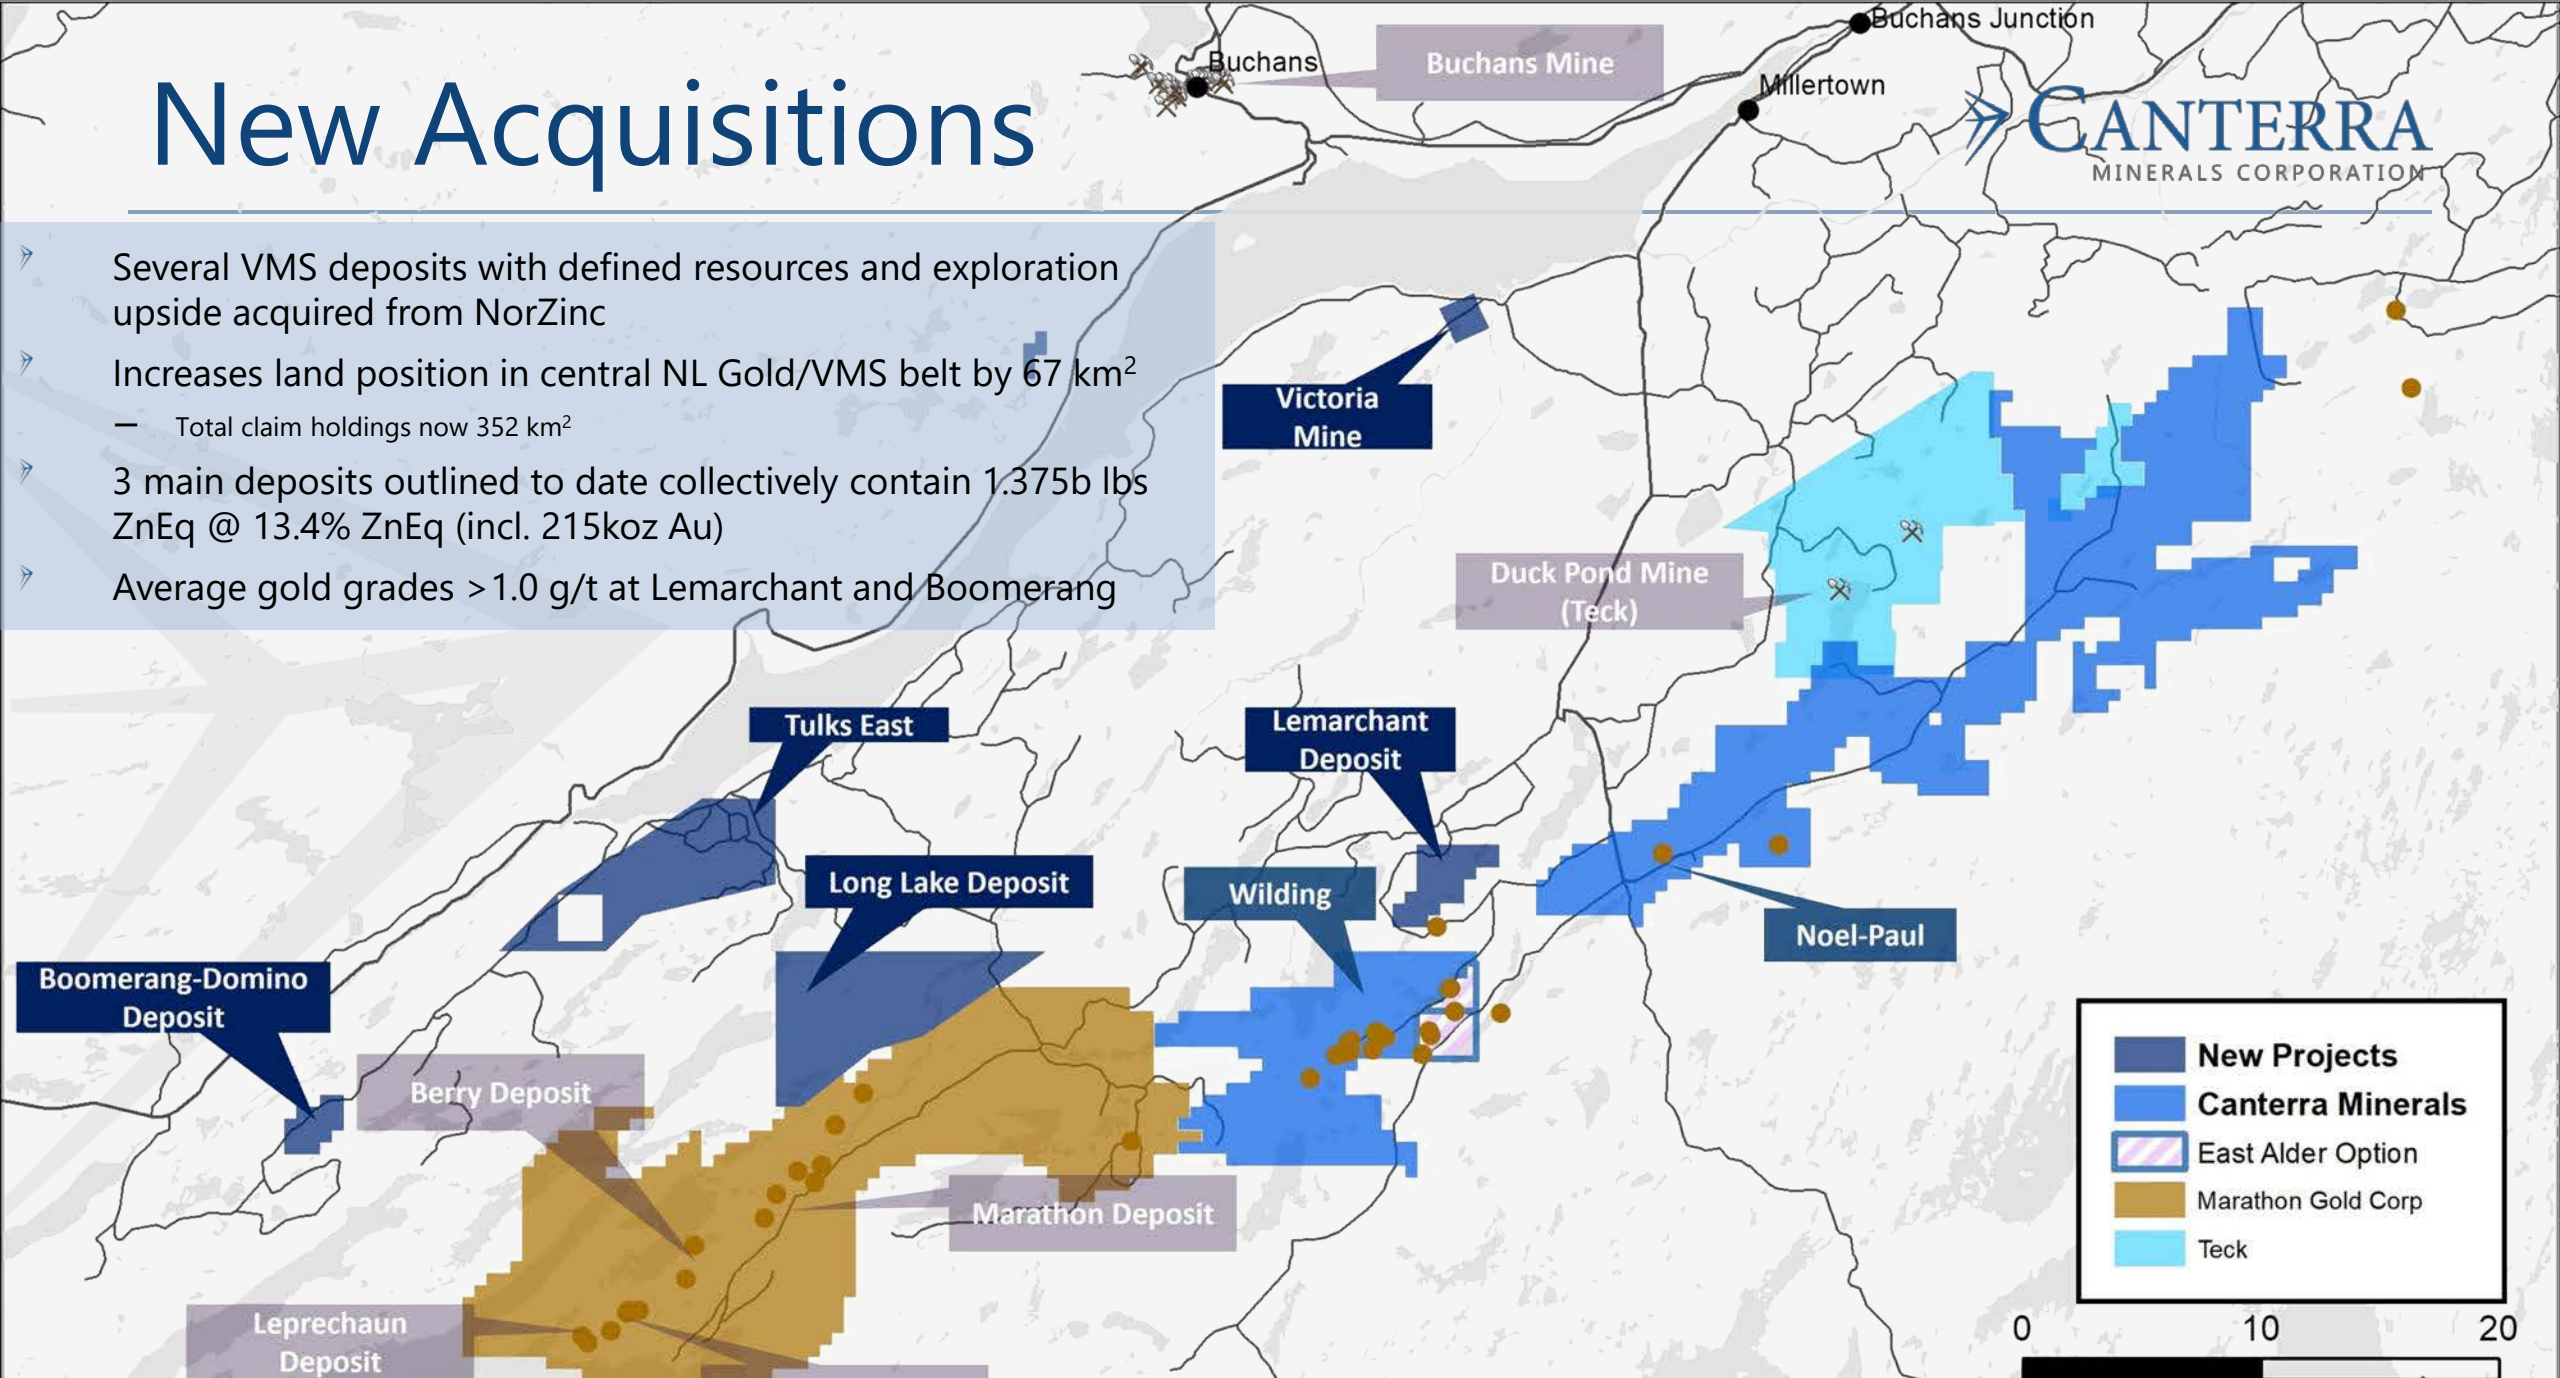 Buchans Junction
Buchans
Buchans Mine
Millertown
New Acquisitions
CANTERRA
MINERALS CORPORATION
Several VMS deposits with defined resources and exploration
upside acquired from NorZinc
Increases land position in central NL Gold/VMS belt by 67 km²
– Total claim holdings now 352 km²
3 main deposits outlined to date collectively contain 1.375b lbs
ZnEq @ 13.4% ZnEq (incl. 215koz Au)
Average gold grades >1.0 g/t at Lemarchant and Boomerang
Victoria
Mine
Duck Pond Mine
(Teck)
Tulks East
Lemarchant
Deposit
Long Lake Deposit
Wilding
Noel-Paul
Boomerang-Domino
Deposit
Berry Deposit
Marathon Deposit
Leprechaun
Deposit
New Projects
Canterra Minerals
East Alder Option
Marathon Gold Corp
Teck
0 10 20